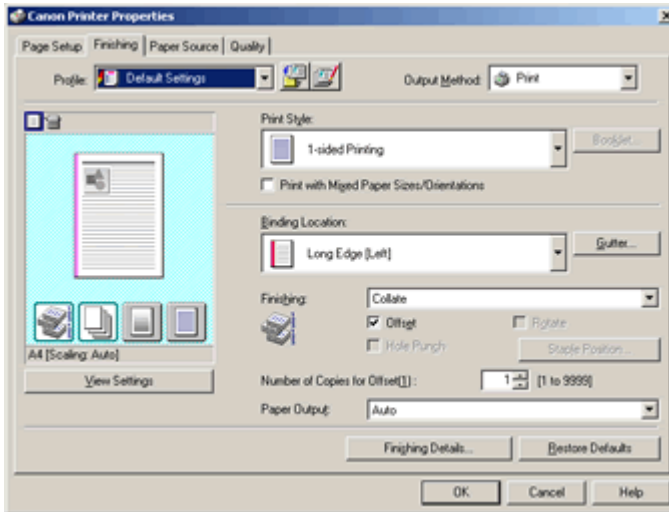 Canon Printer Properties
Page Setup Finishing Paper Source Quality
Profile: Default Settings Output Method: Print
Print Style:
1-sided Printing Booklet...
Print with Mixed Paper Sizes/Orientations
Binding Location:
Long Edge [Left] Gutter...
Finishing: Collate
Offset Rotate
Hole Punch Staple Position...
A4 [Scaling: Auto]
View Settings
Number of Copies for Offset(1): 1 [1 to 9999]
Paper Output: Auto
Finishing Details... Restore Defaults
OK Cancel Help